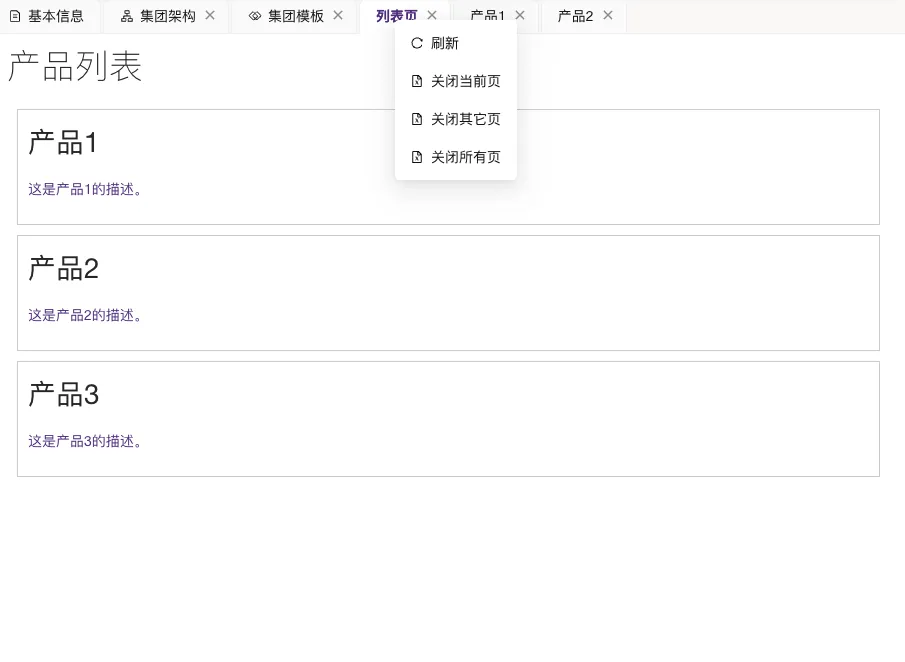 基本信息 集团架构 集团模板 列表页 产品1 产品2
刷新
关闭当前页
关闭其它页
关闭所有页
产品列表
产品1
这是产品1的描述。
产品2
这是产品2的描述。
产品3
这是产品3的描述。